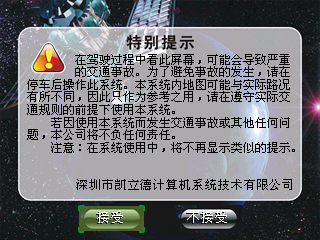 特别提示
在驾驶过程中看此屏幕，可能会导致严重
的交通事故。为了避免事故的发生，请在
停车后操作此系统。本系统内地图可能与实际路况
有所不同，因此只作为参考之用，请在遵守实际交
通规则的前提下使用本系统。
若因使用本系统而发生交通事故或其他任何问
题，本公司将不负任何责任。
注意：在系统使用中，将不再显示类似的提示。
深圳市凯立德计算机系统技术有限公司
接受
不接受